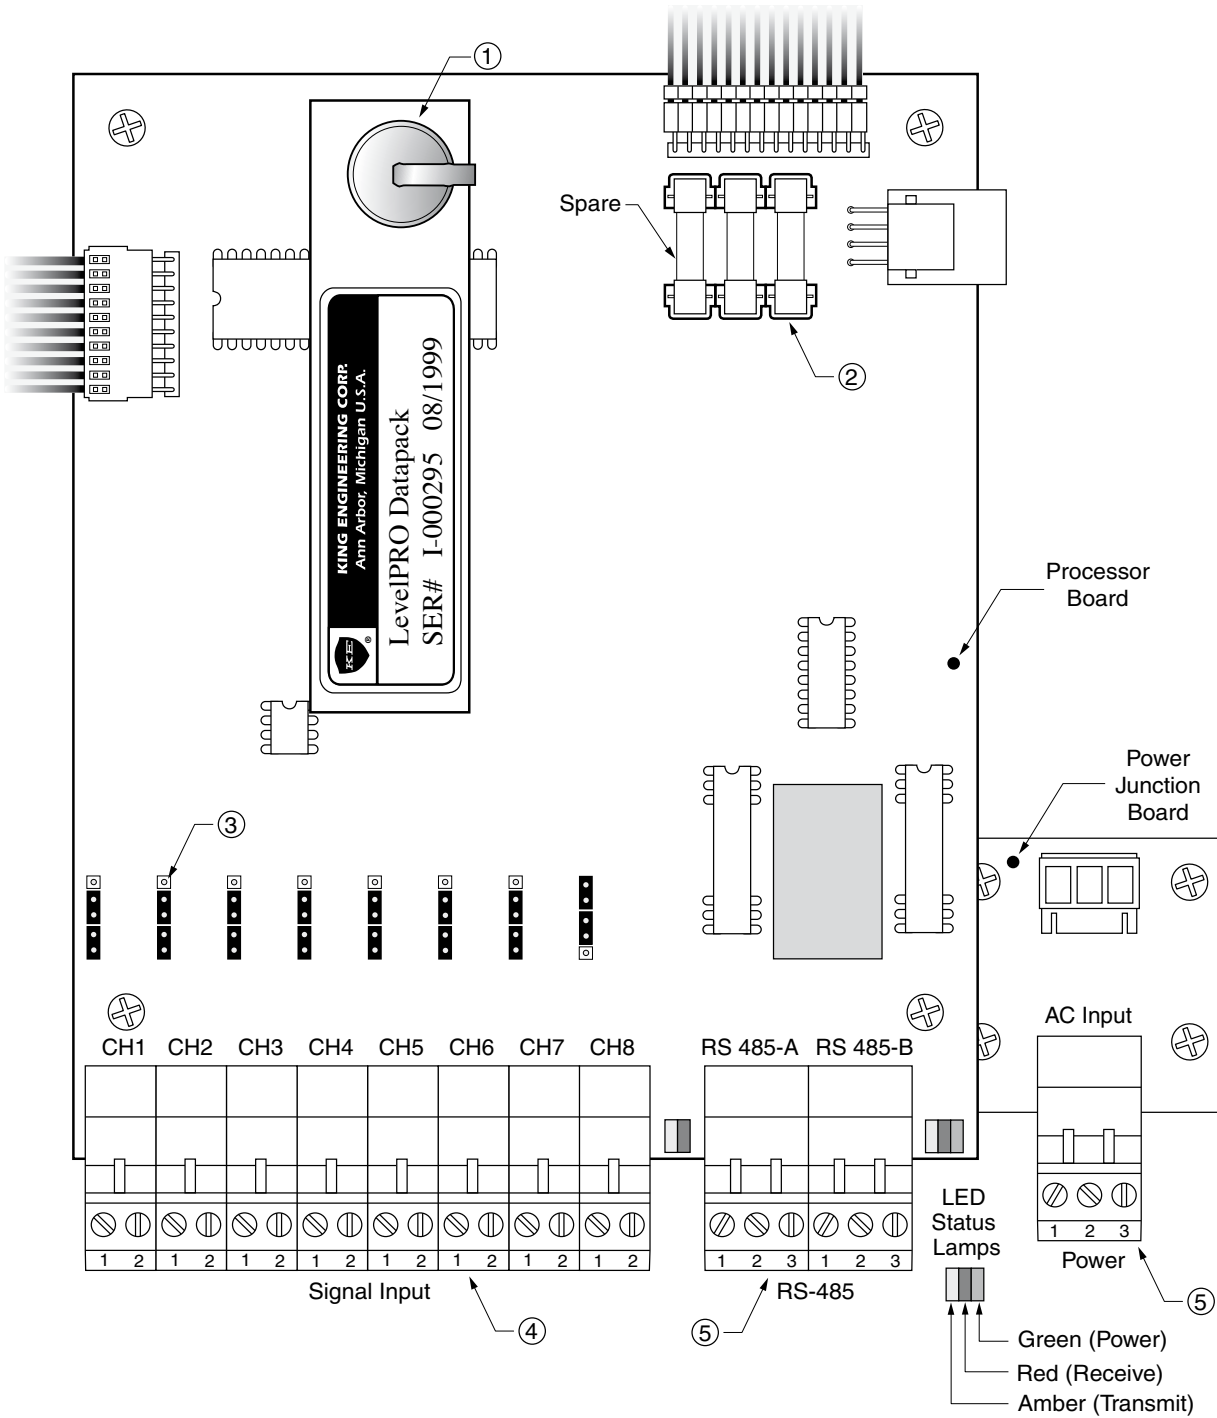 ①
Spare
②
KING ENGINEERING CORP.
Ann Arbor, Michigan U.S.A.
KE ®
LevelPRO Datapack
SER# I-000295 08/1999
Processor
Board
Power
Junction
Board
③
AC Input
CH1 CH2 CH3 CH4 CH5 CH6 CH7 CH8 RS 485-A RS 485-B
LED
Status
Lamps
1 2 3
Power
1 2 1 2 1 2 1 2 1 2 1 2 1 2 1 2 1 2 3 1 2 3
Signal Input
RS-485
④
⑤
⑤
Green (Power)
Red (Receive)
Amber (Transmit)